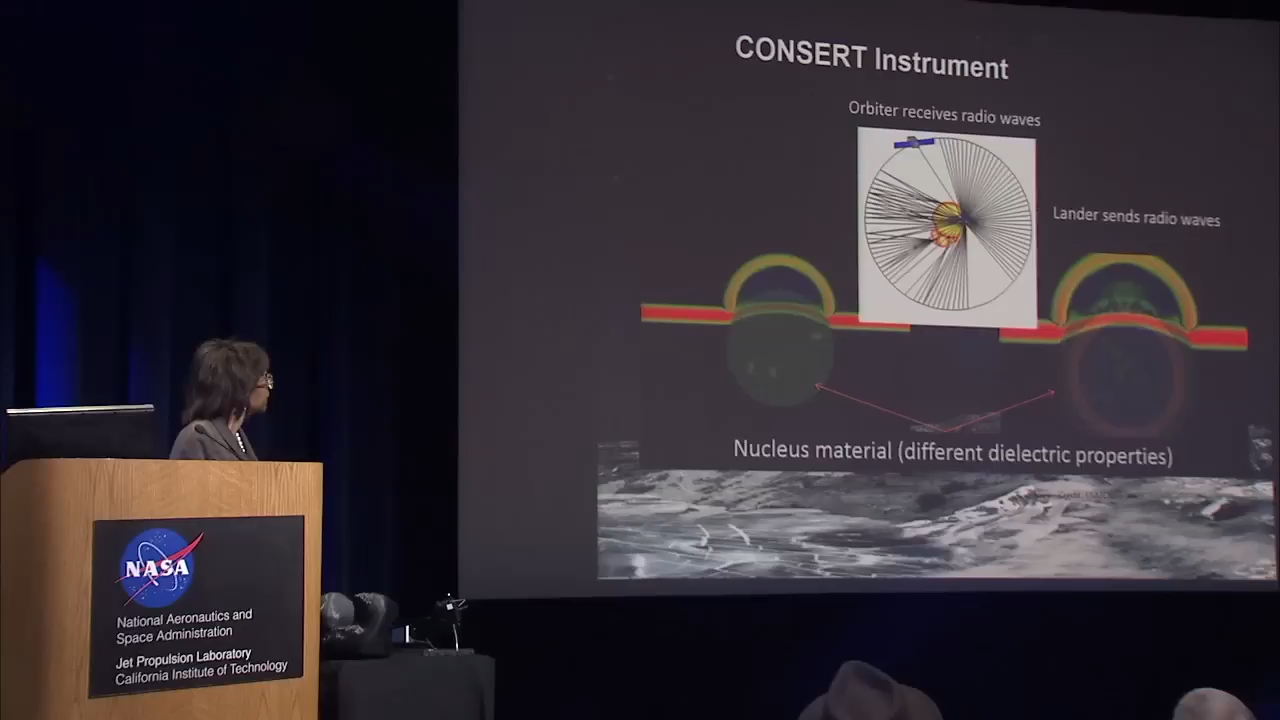 CONSERT Instrument
Orbiter receives radio waves
Lander sends radio waves
Nucleus material (different dielectric properties)
NASA
National Aeronautics and
Space Administration
Jet Propulsion Laboratory
California Institute of Technology